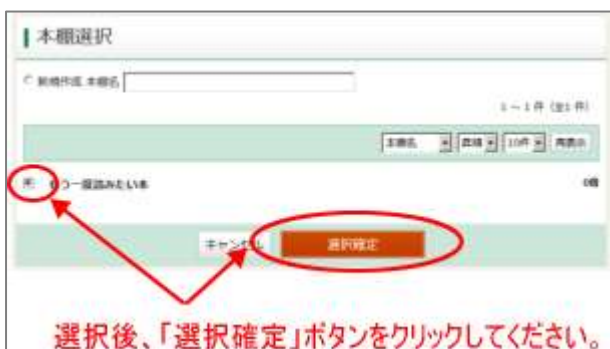 本棚選択
新規作成 本棚名
1～1件 (全1件)
本棚名 昇順 10件 再表示
もう一度読みたい本 0冊
キャンセル 選択確定
選択後、「選択確定」ボタンをクリックしてください。